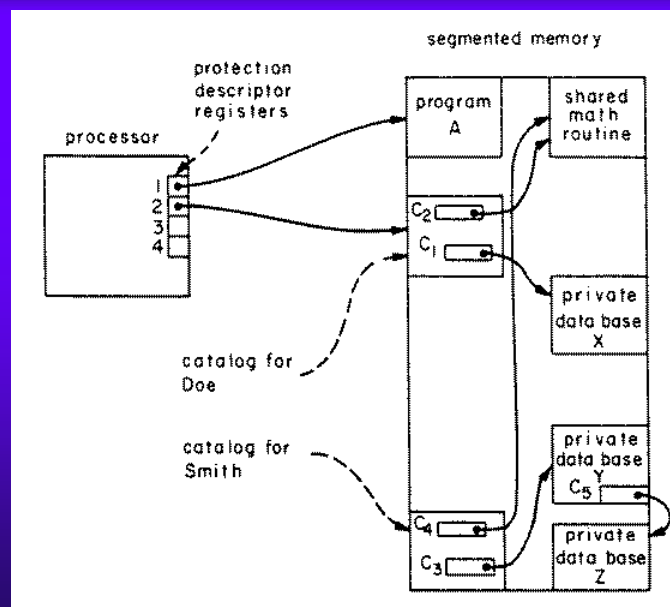 segmented memory
protection
descriptor
registers
processor
1
2
3
4
program
A
shared
math
routine
C2
C1
private
data base
X
catalog for
Doe
catalog for
Smith
private
data base
Y
C5
C4
C3
private
data base
Z